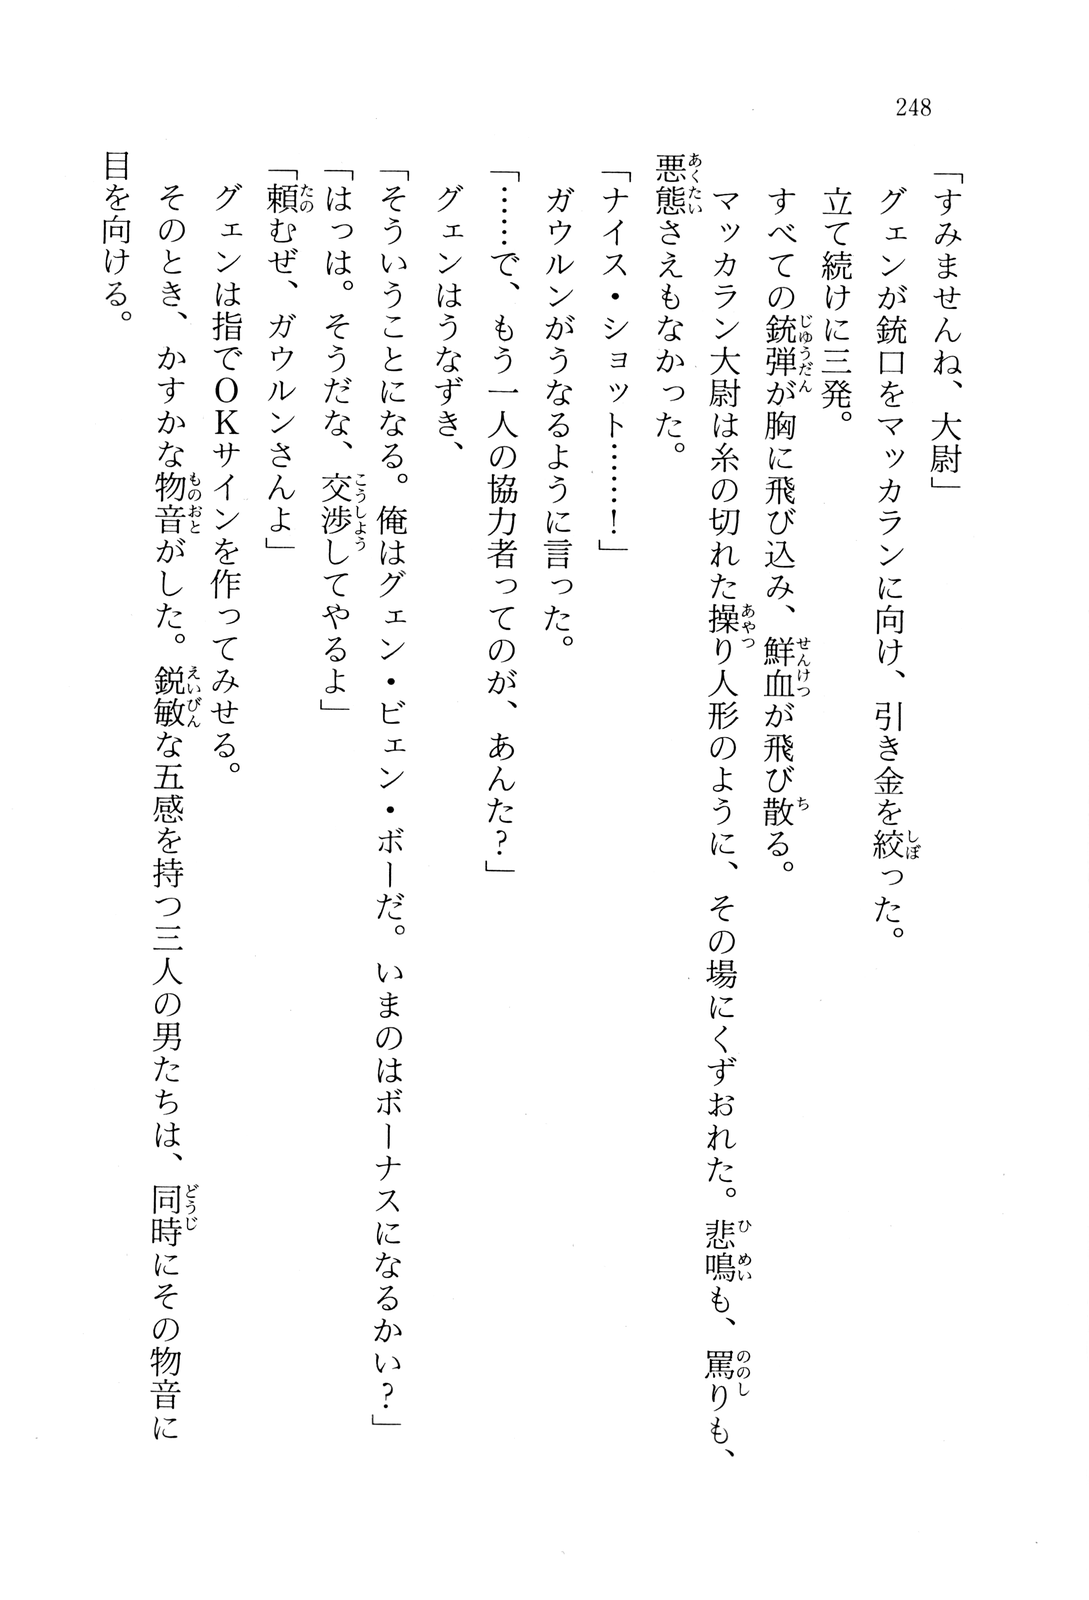 248
「すみませんね、大尉」
グェンが銃口をマッカランに向け、引き金を絞った。
立て続けに三発。
すべての銃弾が胸に飛び込み、鮮血が飛び散る。
マッカラン大尉は糸の切れた操り人形のように、その場にくずおれた。悲鳴も、罵りも、
悪態さえもなかった。
「ナイス・ショット……！」
ガウルンがうなるように言った。
「……で、もう一人の協力者ってのが、あんた？」
グェンはうなずき、
「そういうことになる。俺はグェン・ビェン・ボーだ。いまのはボーナスになるかい？」
「はっは。そうだな、交渉してやるよ」
「頼むぜ、ガウルンさんよ」
グェンは指でOKサインを作ってみせる。
そのとき、かすかな物音がした。鋭敏な五感を持つ三人の男たちは、同時にその物音に
目を向ける。